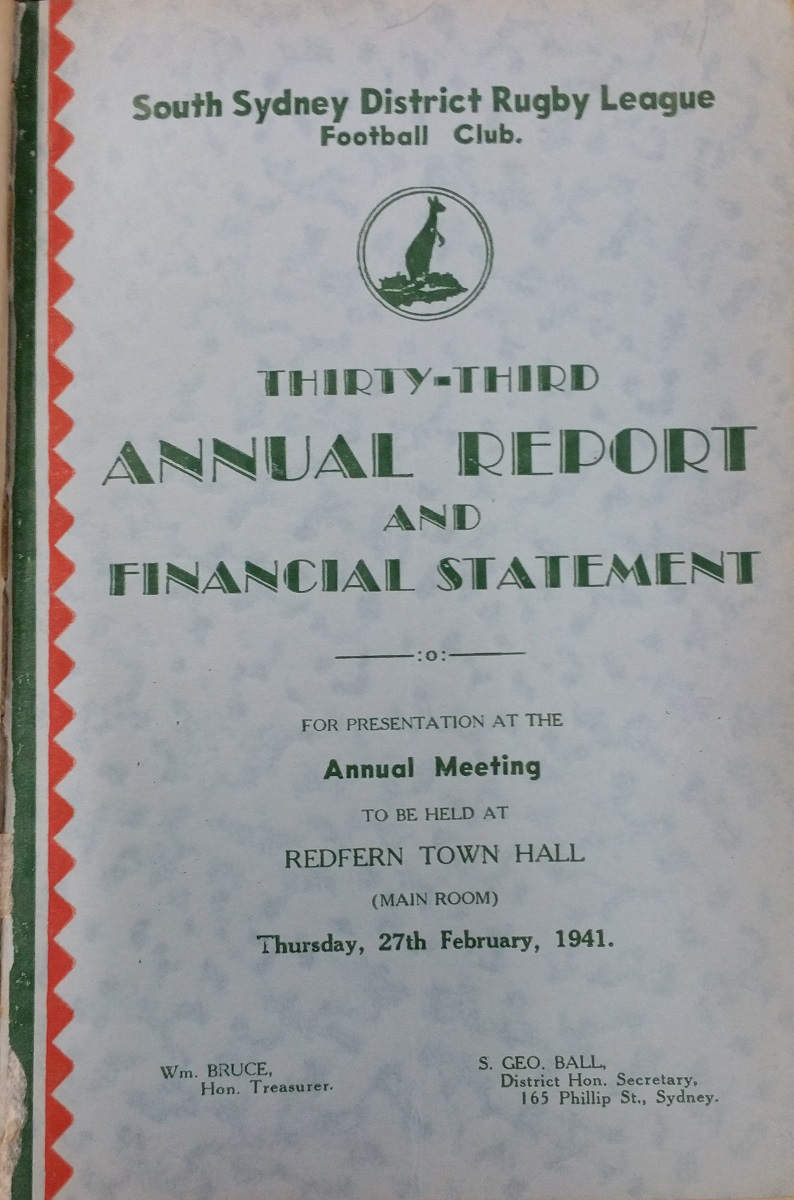 South Sydney District Rugby League
Football Club.
THIRTY-THIRD
ANNUAL REPORT
AND
FINANCIAL STATEMENT
:o:
FOR PRESENTATION AT THE
Annual Meeting
TO BE HELD AT
REDFERN TOWN HALL
(MAIN ROOM)
Thursday, 27th February, 1941.
Wm. BRUCE,
Hon. Treasurer.
S. GEO. BALL,
District Hon. Secretary,
165 Phillip St., Sydney.